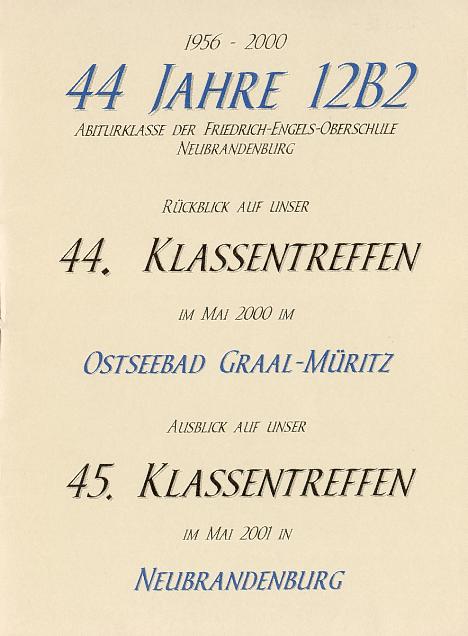 1956 - 2000
44 JAHRE 12B2
ABITURKLASSE DER FRIEDRICH-ENGELS-OBERSCHULE
NEUBRANDENBURG
RÜCKBLICK AUF UNSER
44. KLASSENTREFFEN
IM MAI 2000 IM
OSTSEEBAD GRAAL-MÜRITZ
AUSBLICK AUF UNSER
45. KLASSENTREFFEN
IM MAI 2001 IN
NEUBRANDENBURG